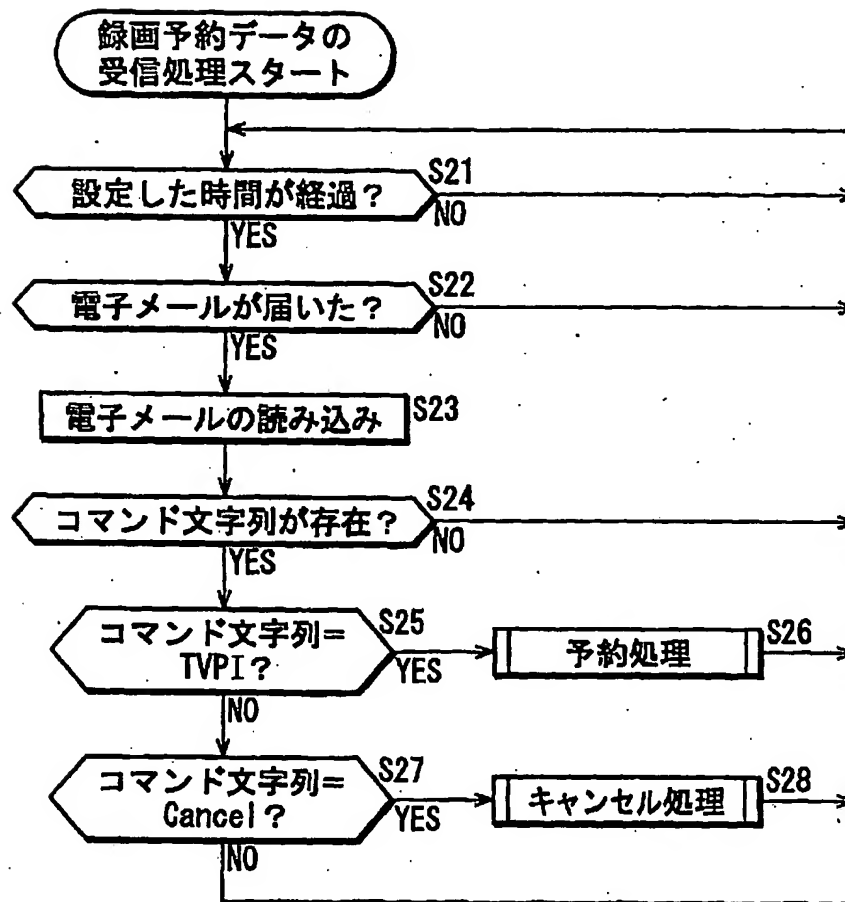 録画予約データの
受信処理スタート
設定した時間が経過?
S21
NO
YES
電子メールが届いた?
S22
NO
YES
電子メールの読み込み
S23
コマンド文字列が存在?
S24
NO
YES
コマンド文字列=
TVPI?
S25
YES
予約処理
S26
NO
コマンド文字列=
Cancel?
S27
YES
キャンセル処理
S28
NO